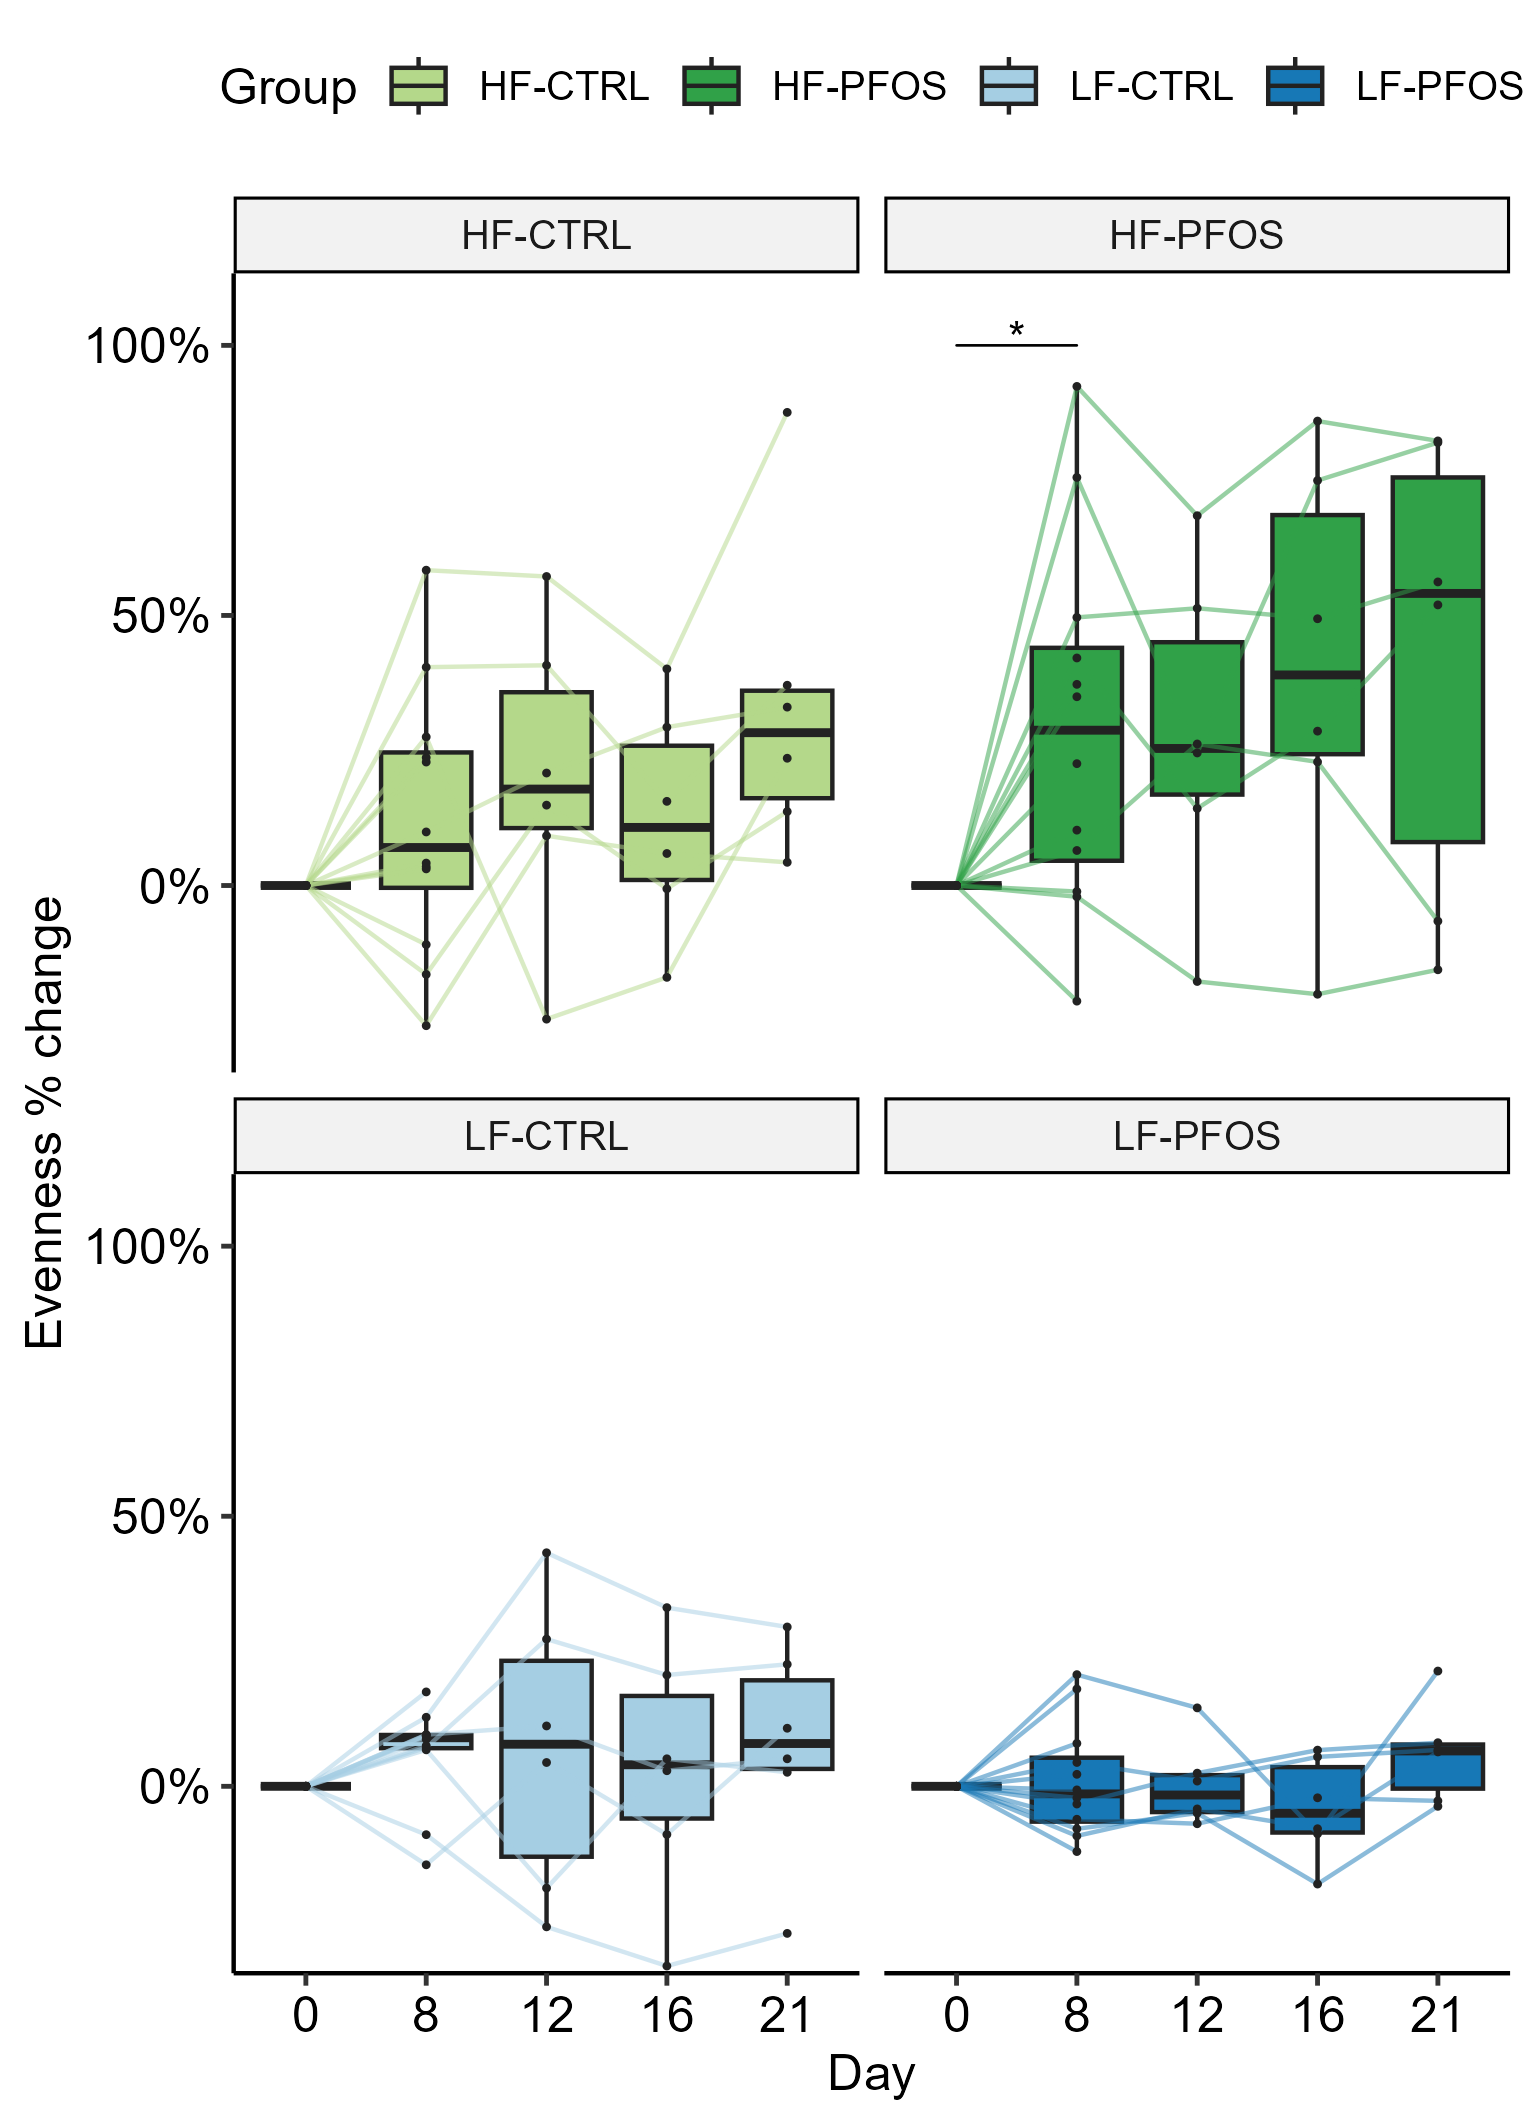 Group HF-CTRL HF-PFOS LF-CTRL LF-PFOS
HF-CTRL HF-PFOS
*
100%
50%
0%
Evenness % change
LF-CTRL LF-PFOS
100%
50%
0%
0 8 12 16 21 0 8 12 16 21
Day